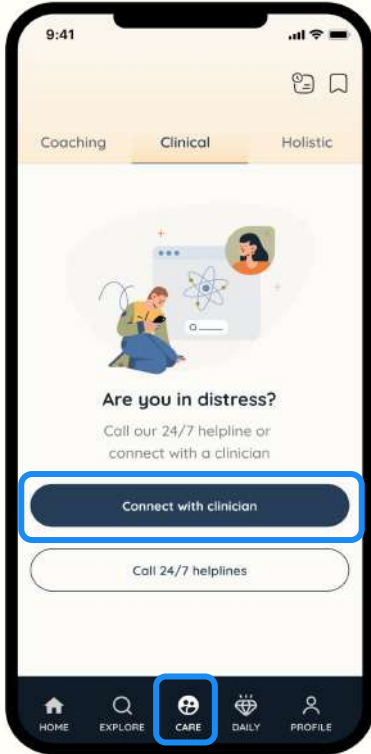 9:41
Coaching Clinical Holistic
Are you in distress?
Call our 24/7 helpline or
connect with a clinician
Connect with clinician
Call 24/7 helplines
HOME EXPLORE CARE DAILY PROFILE